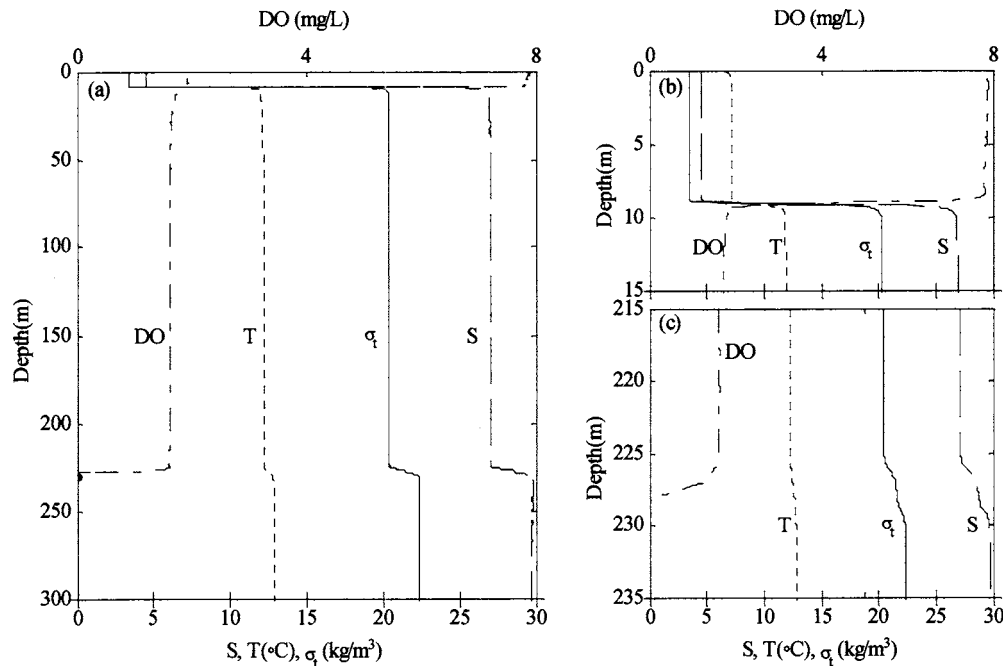 DO (mg/L)
0 4 8
0
50
100
150
200
250
300
Depth(m)
(a)
DO T σt S
0 5 10 15 20 25 30
S, T(∘C), σt (kg/m³)
DO (mg/L)
0 4 8
0
5
10
15
Depth(m)
(b)
DO T σt S
215
220
225
230
235
Depth(m)
(c)
DO
T σt S
0 5 10 15 20 25 30
S, T(∘C), σt (kg/m³)